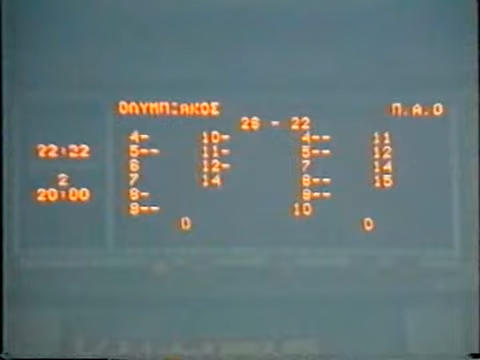 ΟΛΥΜΠΙΑΚΟΣ Π.Α.Ο
28 - 22
4- 10- 4-- 11
22:22 5-- 11- 5-- 12
6 12- 7 14
2 7 14 8-- 15
20:00 8- 9--
9-- 10
0 0